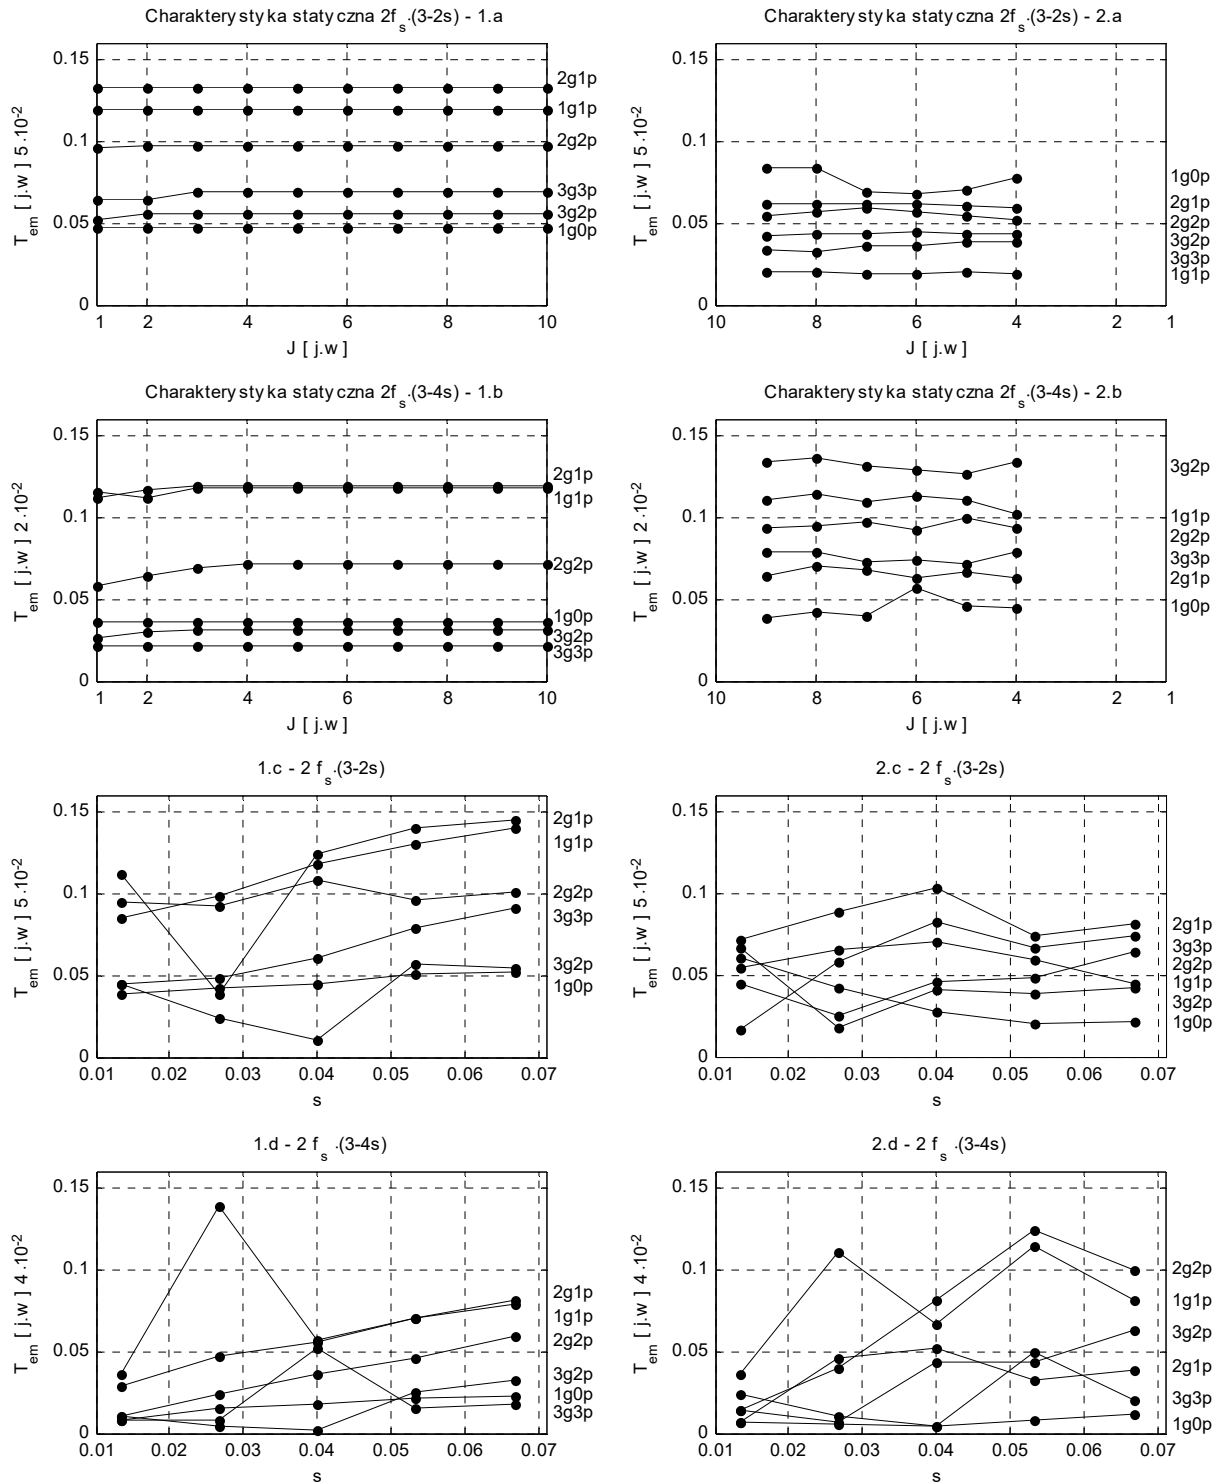 Charakterystyka statyczna 2f_s·(3-2s) - 1.a
0.15
0.1
0.05
0
T_em [ j.w ] 5·10^-2
2g1p
1g1p
2g2p
3g3p
3g2p
1g0p
1 2 4 6 8 10
J [ j.w ]
Charakterystyka statyczna 2f_s·(3-2s) - 2.a
0.15
0.1
0.05
0
T_em [ j.w ] 5·10^-2
1g0p
2g1p
2g2p
3g2p
3g3p
1g1p
10 8 6 4 2 1
J [ j.w ]
Charakterystyka statyczna 2f_s·(3-4s) - 1.b
0.15
0.1
0.05
0
T_em [ j.w ] 2·10^-2
2g1p
1g1p
2g2p
1g0p
3g2p
3g3p
1 2 4 6 8 10
J [ j.w ]
Charakterystyka statyczna 2f_s·(3-4s) - 2.b
0.15
0.1
0.05
0
T_em [ j.w ] 2·10^-2
3g2p
1g1p
2g2p
3g3p
2g1p
1g0p
10 8 6 4 2 1
J [ j.w ]
1.c - 2 f_s·(3-2s)
0.15
0.1
0.05
0
T_em [ j.w ] 5·10^-2
2g1p
1g1p
2g2p
3g3p
3g2p
1g0p
0.01 0.02 0.03 0.04 0.05 0.06 0.07
s
2.c - 2 f_s·(3-2s)
0.15
0.1
0.05
0
T_em [ j.w ] 5·10^-2
2g1p
3g3p
2g2p
1g1p
3g2p
1g0p
0.01 0.02 0.03 0.04 0.05 0.06 0.07
s
1.d - 2 f_s·(3-4s)
0.15
0.1
0.05
0
T_em [ j.w ] 4·10^-2
2g1p
1g1p
2g2p
3g2p
1g0p
3g3p
0.01 0.02 0.03 0.04 0.05 0.06 0.07
s
2.d - 2 f_s·(3-4s)
0.15
0.1
0.05
0
T_em [ j.w ] 4·10^-2
2g2p
1g1p
3g2p
2g1p
3g3p
1g0p
0.01 0.02 0.03 0.04 0.05 0.06 0.07
s